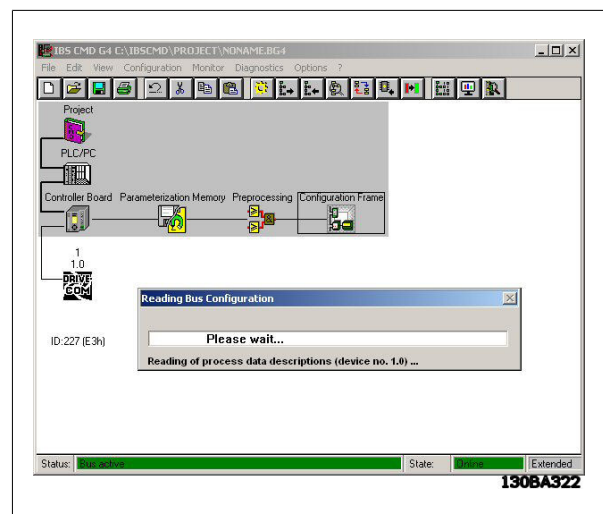 IBS CMD G4 C:\IBSCMD\PROJECT\NONAME.BG4
File Edit View Configuration Monitor Diagnostics Options ?
Project
PLC/PC
Controller Board Parameterization Memory Preprocessing Configuration Frame
1
1.0
DRIVE
COM
ID:227 (E3h)
Reading Bus Configuration
Please wait...
Reading of process data descriptions (device no. 1.0) ...
Status: Bus active State: Online Extended
130BA322